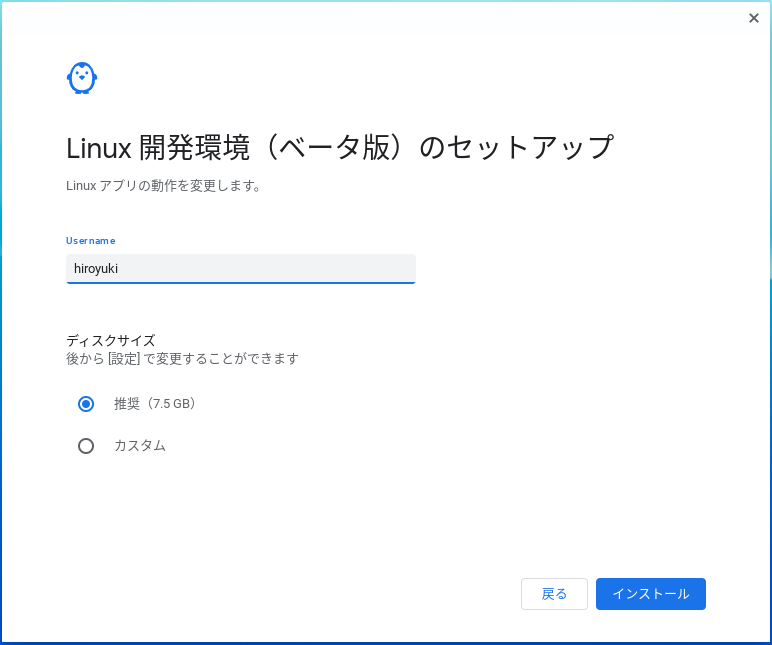 Linux 開発環境（ベータ版）のセットアップ
Linux アプリの動作を変更します。
Username
hiroyuki
ディスクサイズ
後から [設定] で変更することができます
推奨（7.5 GB）
カスタム
戻る インストール